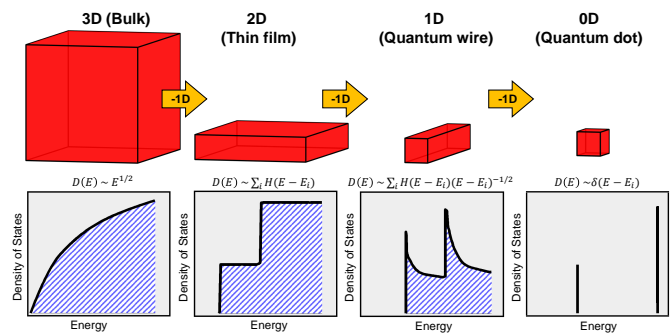 3D (Bulk)
2D
(Thin film)
1D
(Quantum wire)
0D
(Quantum dot)
-1D
-1D
-1D
D(E) ~ E^{1/2}
D(E) ~ ∑_i H(E − E_i)
D(E) ~ ∑_i H(E − E_i)(E − E_i)^{−1/2}
D(E)~δ(E − E_i)
Density of States
Energy
Density of States
Energy
Density of States
Energy
Density of States
Energy